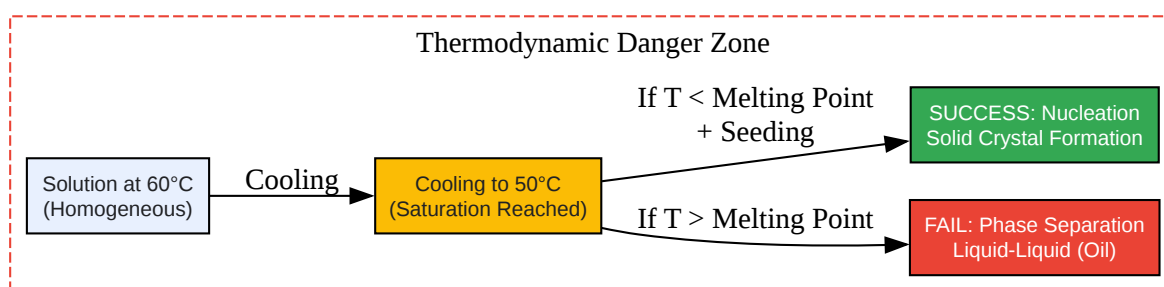 Thermodynamic Danger Zone
Solution at 60°C
(Homogeneous)
Cooling
Cooling to 50°C
(Saturation Reached)
If T < Melting Point
+ Seeding
SUCCESS: Nucleation
Solid Crystal Formation
If T > Melting Point
FAIL: Phase Separation
Liquid-Liquid (Oil)